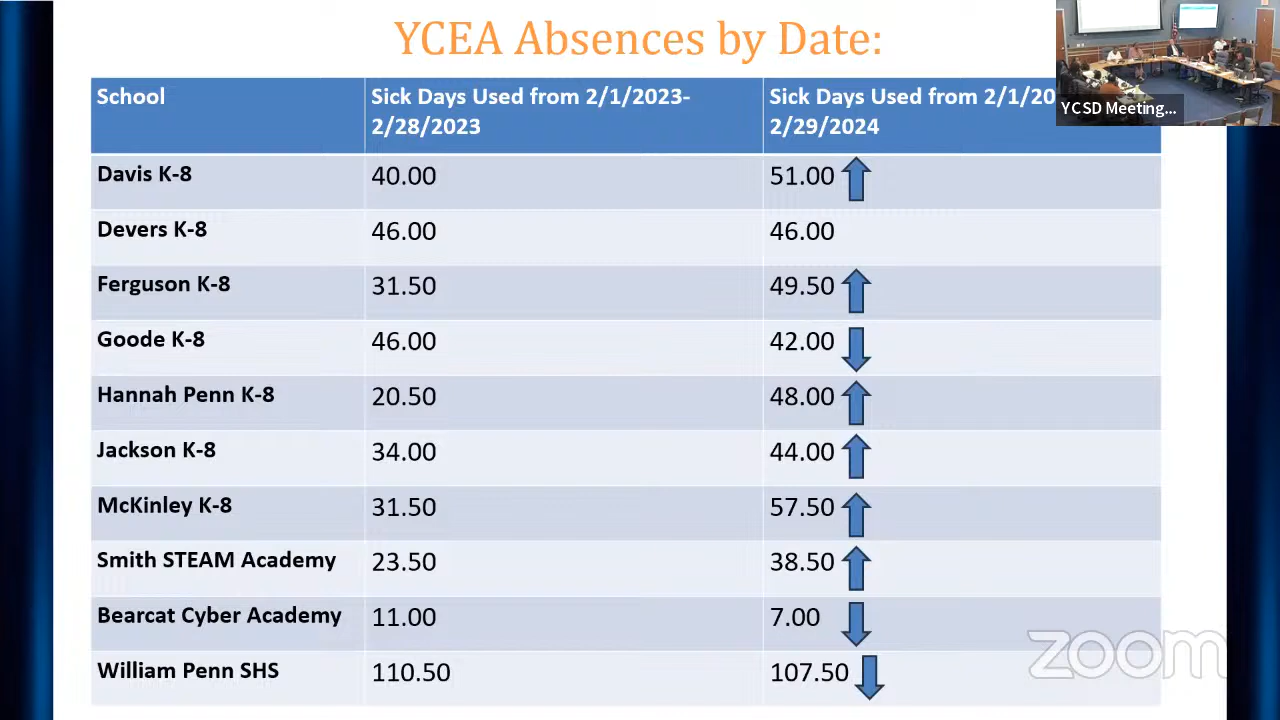 YCEA Absences by Date:
School
Sick Days Used from 2/1/2023-
2/28/2023
Sick Days Used from 2/1/20
2/29/2024
YCSD Meeting...
Davis K-8
40.00
51.00
Devers K-8
46.00
46.00
Ferguson K-8
31.50
49.50
Goode K-8
46.00
42.00
Hannah Penn K-8
20.50
48.00
Jackson K-8
34.00
44.00
McKinley K-8
31.50
57.50
Smith STEAM Academy
23.50
38.50
Bearcat Cyber Academy
11.00
7.00
William Penn SHS
110.50
107.50
zoom